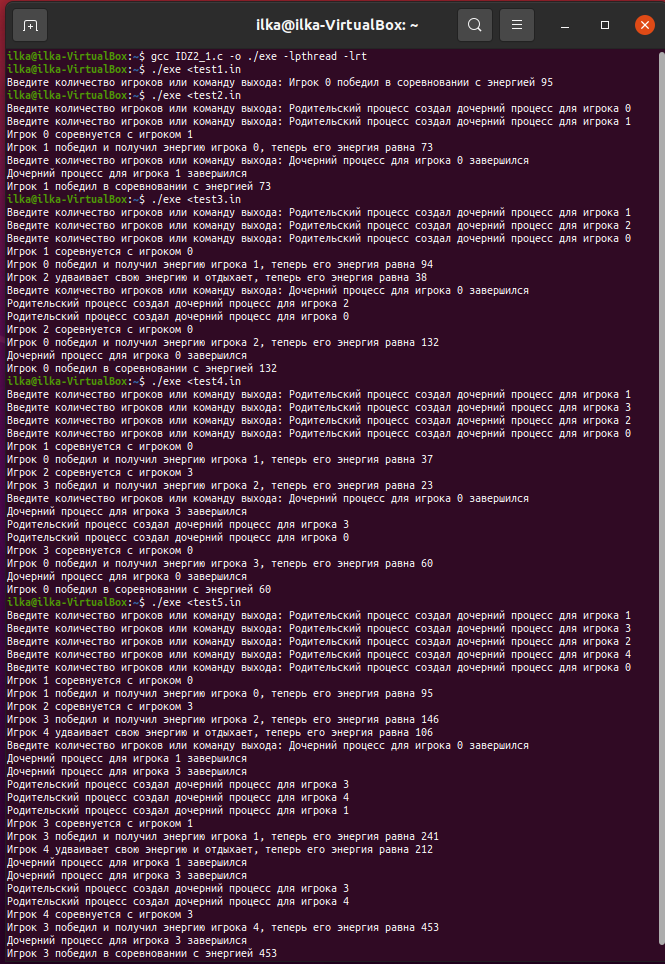 ilka@ilka-VirtualBox: ~
ilka@ilka-VirtualBox:~$ gcc IDZ2_1.c -o ./exe -lpthread -lrt
ilka@ilka-VirtualBox:~$ ./exe <test1.in
Введите количество игроков или команду выхода: Игрок 0 победил в соревновании с энергией 95
ilka@ilka-VirtualBox:~$ ./exe <test2.in
Введите количество игроков или команду выхода: Родительский процесс создал дочерний процесс для игрока 0
Введите количество игроков или команду выхода: Родительский процесс создал дочерний процесс для игрока 1
Игрок 0 соревнуется с игроком 1
Игрок 1 победил и получил энергию игрока 0, теперь его энергия равна 73
Введите количество игроков или команду выхода: Дочерний процесс для игрока 0 завершился
Дочерний процесс для игрока 1 завершился
Игрок 1 победил в соревновании с энергией 73
ilka@ilka-VirtualBox:~$ ./exe <test3.in
Введите количество игроков или команду выхода: Родительский процесс создал дочерний процесс для игрока 1
Введите количество игроков или команду выхода: Родительский процесс создал дочерний процесс для игрока 2
Введите количество игроков или команду выхода: Родительский процесс создал дочерний процесс для игрока 0
Игрок 1 соревнуется с игроком 0
Игрок 0 победил и получил энергию игрока 1, теперь его энергия равна 94
Игрок 2 удваивает свою энергию и отдыхает, теперь его энергия равна 38
Введите количество игроков или команду выхода: Дочерний процесс для игрока 0 завершился
Родительский процесс создал дочерний процесс для игрока 2
Родительский процесс создал дочерний процесс для игрока 0
Игрок 2 соревнуется с игроком 0
Игрок 0 победил и получил энергию игрока 2, теперь его энергия равна 132
Дочерний процесс для игрока 0 завершился
Игрок 0 победил в соревновании с энергией 132
ilka@ilka-VirtualBox:~$ ./exe <test4.in
Введите количество игроков или команду выхода: Родительский процесс создал дочерний процесс для игрока 1
Введите количество игроков или команду выхода: Родительский процесс создал дочерний процесс для игрока 3
Введите количество игроков или команду выхода: Родительский процесс создал дочерний процесс для игрока 2
Введите количество игроков или команду выхода: Родительский процесс создал дочерний процесс для игрока 0
Игрок 1 соревнуется с игроком 0
Игрок 0 победил и получил энергию игрока 1, теперь его энергия равна 37
Игрок 2 соревнуется с игроком 3
Игрок 3 победил и получил энергию игрока 2, теперь его энергия равна 23
Введите количество игроков или команду выхода: Дочерний процесс для игрока 0 завершился
Дочерний процесс для игрока 3 завершился
Родительский процесс создал дочерний процесс для игрока 3
Родительский процесс создал дочерний процесс для игрока 0
Игрок 3 соревнуется с игроком 0
Игрок 0 победил и получил энергию игрока 3, теперь его энергия равна 60
Дочерний процесс для игрока 0 завершился
Игрок 0 победил в соревновании с энергией 60
ilka@ilka-VirtualBox:~$ ./exe <test5.in
Введите количество игроков или команду выхода: Родительский процесс создал дочерний процесс для игрока 1
Введите количество игроков или команду выхода: Родительский процесс создал дочерний процесс для игрока 3
Введите количество игроков или команду выхода: Родительский процесс создал дочерний процесс для игрока 2
Введите количество игроков или команду выхода: Родительский процесс создал дочерний процесс для игрока 4
Введите количество игроков или команду выхода: Родительский процесс создал дочерний процесс для игрока 0
Игрок 1 соревнуется с игроком 0
Игрок 1 победил и получил энергию игрока 0, теперь его энергия равна 95
Игрок 2 соревнуется с игроком 3
Игрок 3 победил и получил энергию игрока 2, теперь его энергия равна 146
Игрок 4 удваивает свою энергию и отдыхает, теперь его энергия равна 106
Введите количество игроков или команду выхода: Дочерний процесс для игрока 0 завершился
Дочерний процесс для игрока 1 завершился
Дочерний процесс для игрока 3 завершился
Родительский процесс создал дочерний процесс для игрока 3
Родительский процесс создал дочерний процесс для игрока 4
Родительский процесс создал дочерний процесс для игрока 1
Игрок 3 соревнуется с игроком 1
Игрок 3 победил и получил энергию игрока 1, теперь его энергия равна 241
Игрок 4 удваивает свою энергию и отдыхает, теперь его энергия равна 212
Дочерний процесс для игрока 1 завершился
Дочерний процесс для игрока 3 завершился
Родительский процесс создал дочерний процесс для игрока 3
Родительский процесс создал дочерний процесс для игрока 4
Игрок 4 соревнуется с игроком 3
Игрок 3 победил и получил энергию игрока 4, теперь его энергия равна 453
Дочерний процесс для игрока 3 завершился
Игрок 3 победил в соревновании с энергией 453